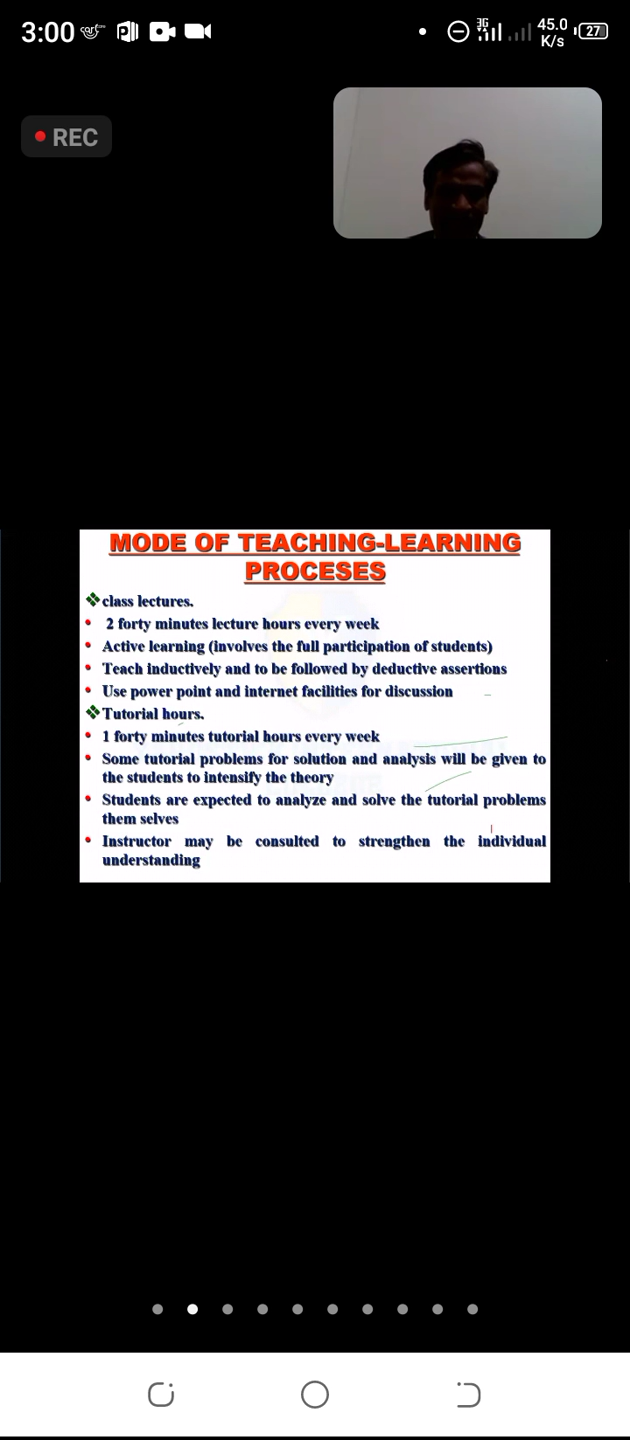 3:00
3G
45.0
K/s
27
REC
MODE OF TEACHING-LEARNING
PROCESES
❖class lectures.
• 2 forty minutes lecture hours every week
• Active learning (involves the full participation of students)
• Teach inductively and to be followed by deductive assertions
• Use power point and internet facilities for discussion
❖Tutorial hours.
• 1 forty minutes tutorial hours every week
• Some tutorial problems for solution and analysis will be given to
the students to intensify the theory
• Students are expected to analyze and solve the tutorial problems
them selves
• Instructor may be consulted to strengthen the individual
understanding